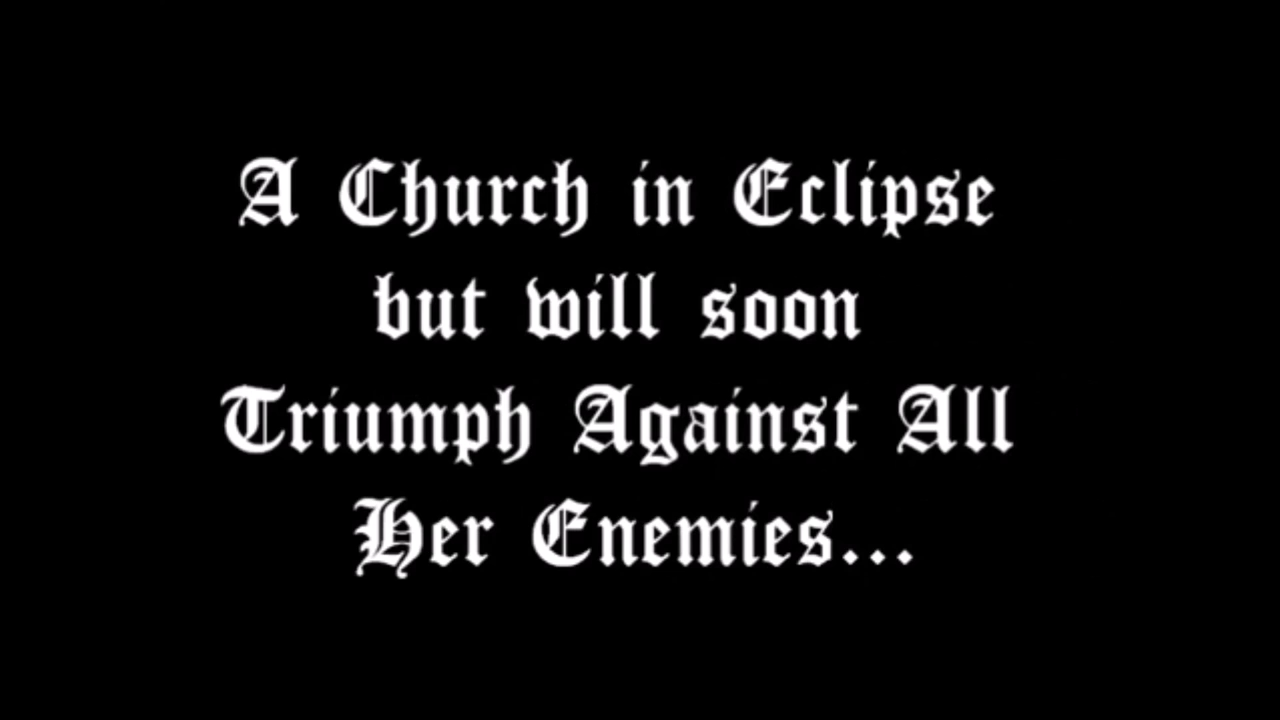 A Church in Eclipse
but will soon
Triumph Against All
Her Enemies...